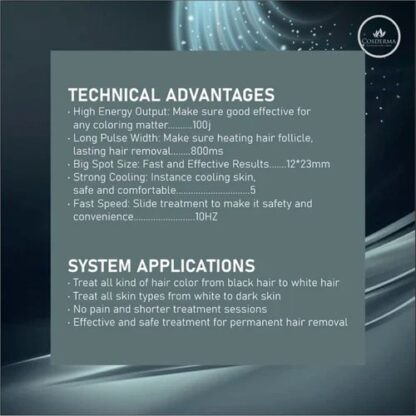 COSDERMA
TECHNICAL ADVANTAGES
• High Energy Output: Make sure good effective for
any coloring matter..........100j
• Long Pulse Width: Make sure heating hair follicle,
lasting hair removal.......800ms
• Big Spot Size: Fast and Effective Results.......12*23mm
• Strong Cooling: Instance cooling skin,
safe and comfortable..............................5
• Fast Speed: Slide treatment to make it safety and
convenience.........................10HZ
SYSTEM APPLICATIONS
• Treat all kind of hair color from black hair to white hair
• Treat all skin types from white to dark skin
• No pain and shorter treatment sessions
• Effective and safe treatment for permanent hair removal